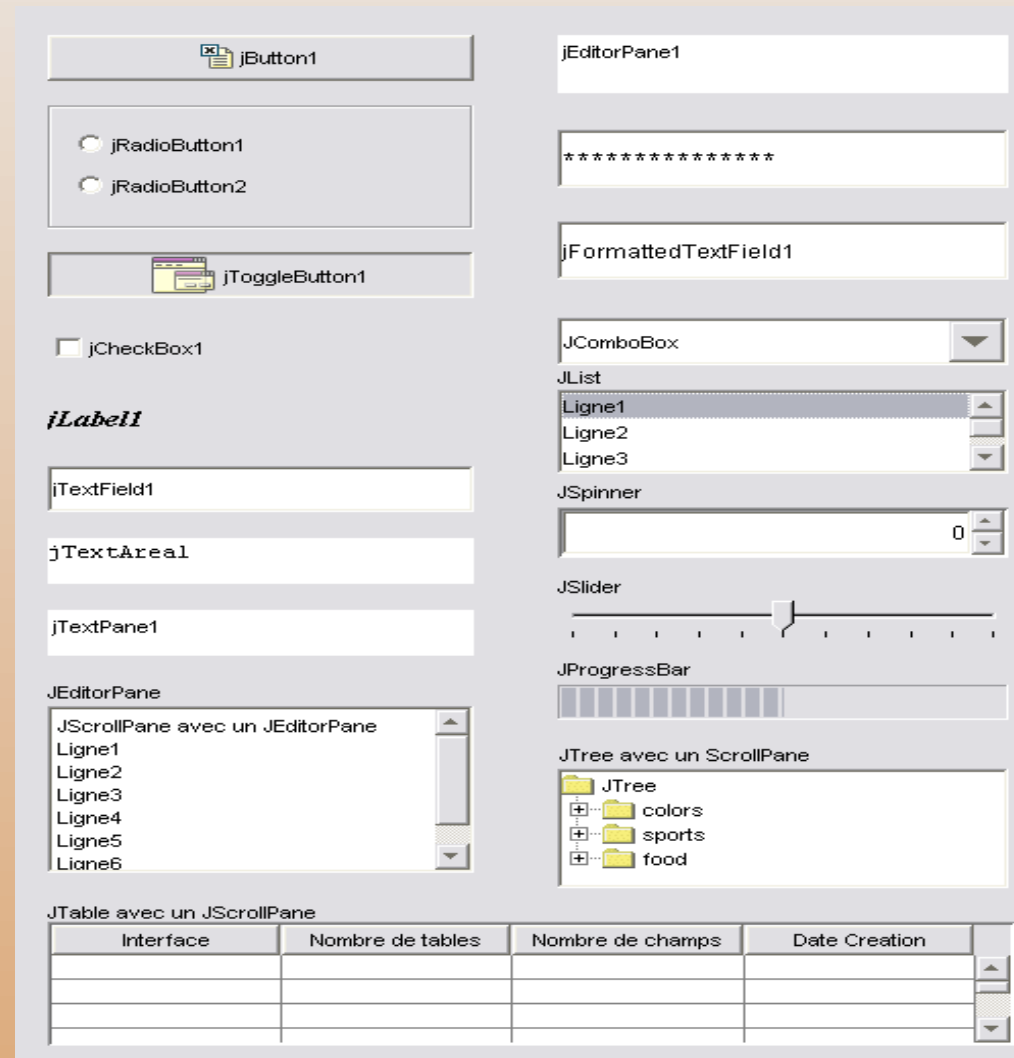 jButton1
jRadioButton1
jRadioButton2
jToggleButton1
jCheckBox1
jLabel1
jTextField1
jTextArea1
jTextPane1
JEditorPane
JScrollPane avec un JEditorPane
Ligne1
Ligne2
Ligne3
Ligne4
Ligne5
Ligne6
jEditorPane1
***************
jFormattedTextField1
JComboBox
JList
Ligne1
Ligne2
Ligne3
JSpinner
0
JSlider
JProgressBar
JTree avec un ScrollPane
JTree
colors
sports
food
JTable avec un JScrollPane
Interface Nombre de tables Nombre de champs Date Creation